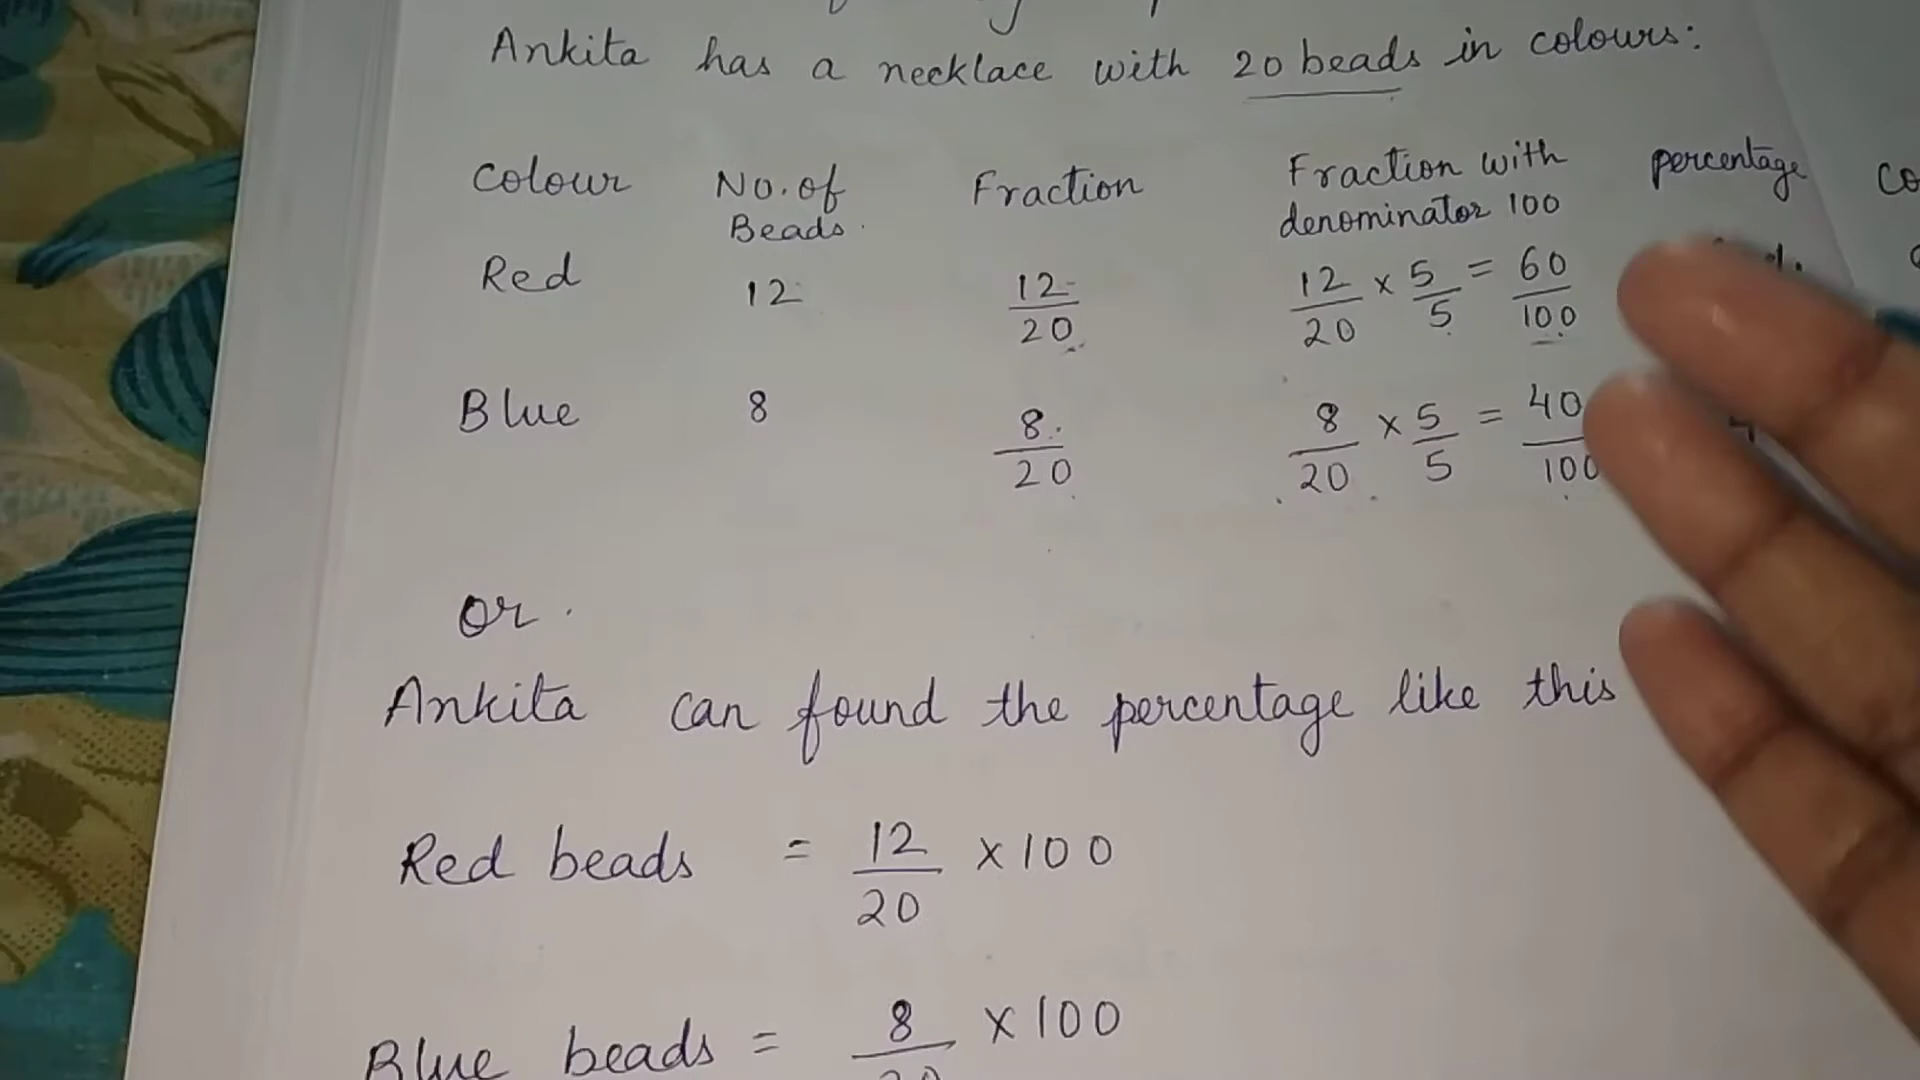 Ankita has a necklace with 20 beads in colours:
Colour No. of Beads. Fraction Fraction with denominator 100 percentage
Red 12 12/20 12/20 x 5/5 = 60/100
Blue 8 8/20 8/20 x 5/5 = 40/100
or
Ankita can found the percentage like this
Red beads = 12/20 x 100
Blue beads = 8/20 x 100